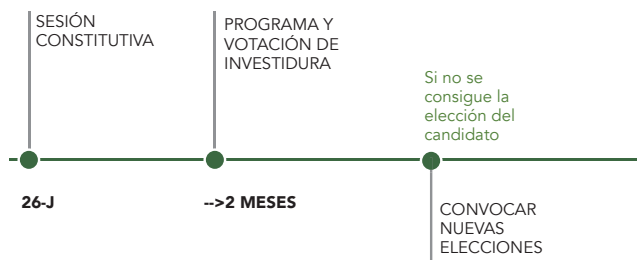 SESIÓN
CONSTITUTIVA
PROGRAMA Y
VOTACIÓN DE
INVESTIDURA
Si no se
consigue la
elección del
candidato
26-J
-->2 MESES
CONVOCAR
NUEVAS
ELECCIONES